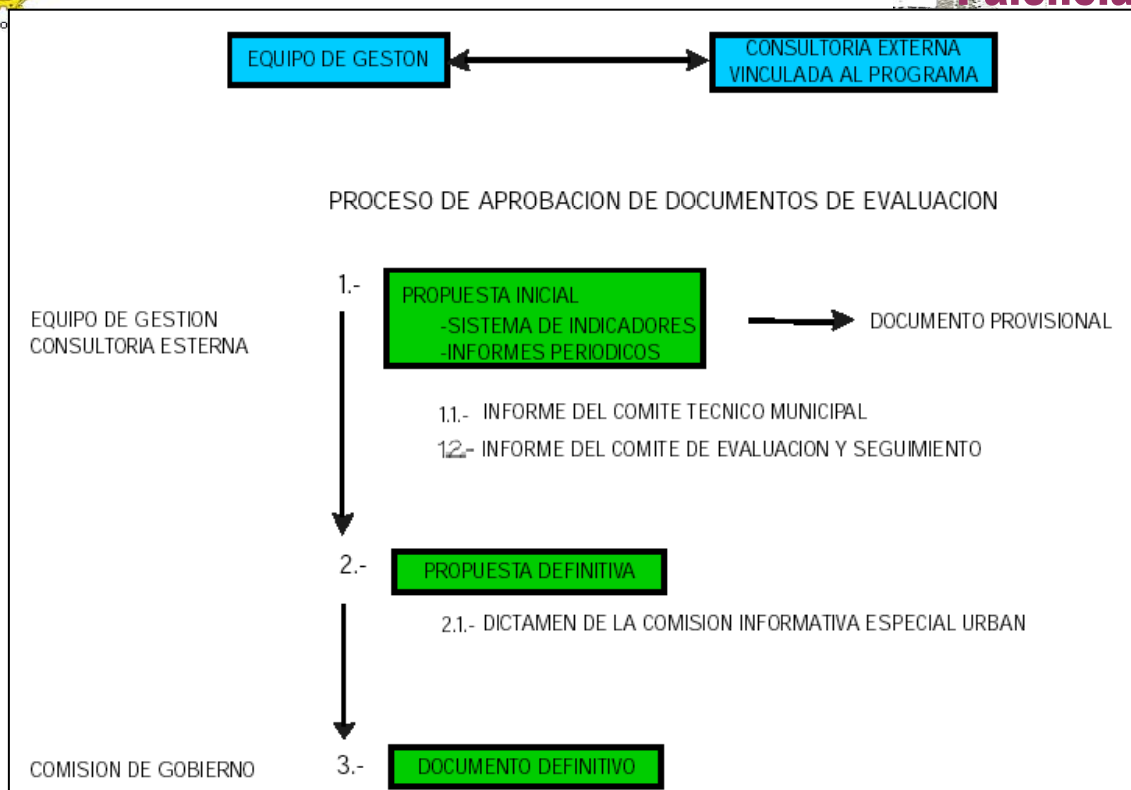 EQUIPO DE GESTON
CONSULTORIA EXTERNA
VINCULADA AL PROGRAMA
PROCESO DE APROBACION DE DOCUMENTOS DE EVALUACION
EQUIPO DE GESTION
CONSULTORIA ESTERNA
1.-
PROPUESTA INICIAL
-SISTEMA DE INDICADORES
-INFORMES PERIODICOS
DOCUMENTO PROVISIONAL
1.1.- INFORME DEL COMITE TECNICO MUNICIPAL
1.2.- INFORME DEL COMITE DE EVALUACION Y SEGUIMIENTO
2.- PROPUESTA DEFINITIVA
2.1.- DICTAMEN DE LA COMISION INFORMATIVA ESPECIAL URBAN
COMISION DE GOBIERNO
3.- DOCUMENTO DEFINITIVO